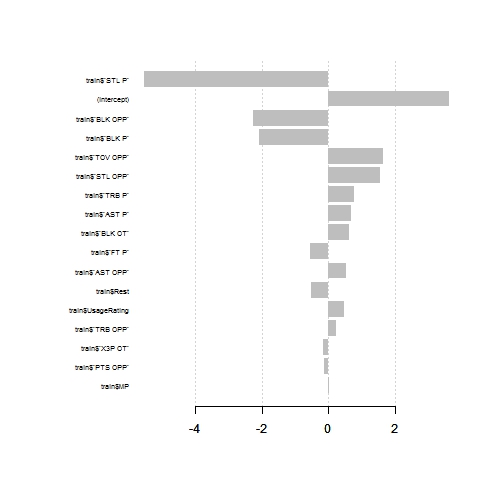 train$`STL P`
(Intercept)
train$`BLK OPP`
train$`BLK P`
train$`TOV OPP`
train$`STL OPP`
train$`TRB P`
train$`AST P`
train$`BLK OT`
train$`FT P`
train$`AST OPP`
train$Rest
train$UsageRating
train$`TRB OPP`
train$`X3P OT`
train$`PTS OPP`
train$MP
-4 -2 0 2